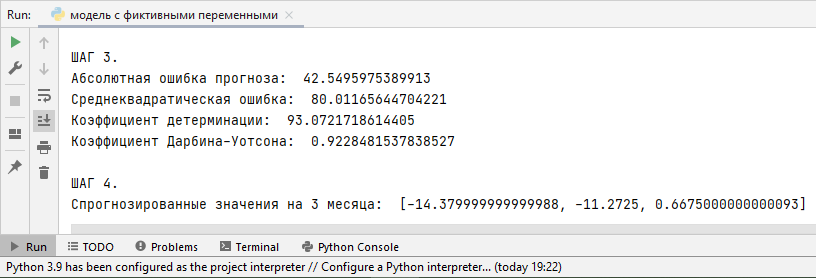 Run: модель с фиктивными переменными
ШАГ 3.
Абсолютная ошибка прогноза:  42.5495975389913
Среднеквадратическая ошибка:  80.01165644704221
Коэффициент детерминации:  93.0721718614405
Коэффициент Дарбина-Уотсона:  0.9228481537838527
ШАГ 4.
Спрогнозированные значения на 3 месяца:  [-14.379999999999988, -11.2725, 0.6675000000000093]
Run TODO Problems Terminal Python Console
Python 3.9 has been configured as the project interpreter // Configure a Python interpreter... (today 19:22)